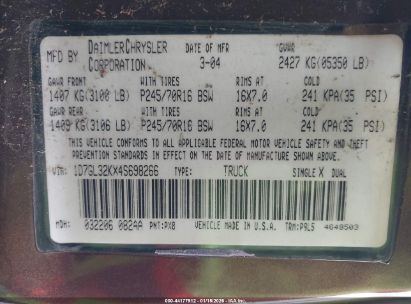 MFD BY DAIMLERCHRYSLER CORPORATION DATE OF MFR 3-04 GVWR 2427 KG(05350 LB)
GAWR FRONT WITH TIRES RIMS AT COLD
1407 KG(3100 LB) P245/70R16 BSW 16X7.0 241 KPA(35 PSI)
GAWR REAR WITH TIRES RIMS AT COLD
1409 KG(3106 LB) P245/70R16 BSW 16X7.0 241 KPA(35 PSI)
THIS VEHICLE CONFORMS TO ALL APPLICABLE FEDERAL MOTOR VEHICLE SAFETY AND THEFT
PREVENTION STANDARDS IN EFFECT ON THE DATE OF MANUFACTURE SHOWN ABOVE.
VIN: 1D7GL32KX4S698266 TYPE: TRUCK SINGLE X DUAL
MDH: 032206 082AA PNT:PX8 VEHICLE MADE IN U.S.A. TRM:P9L5 4648503